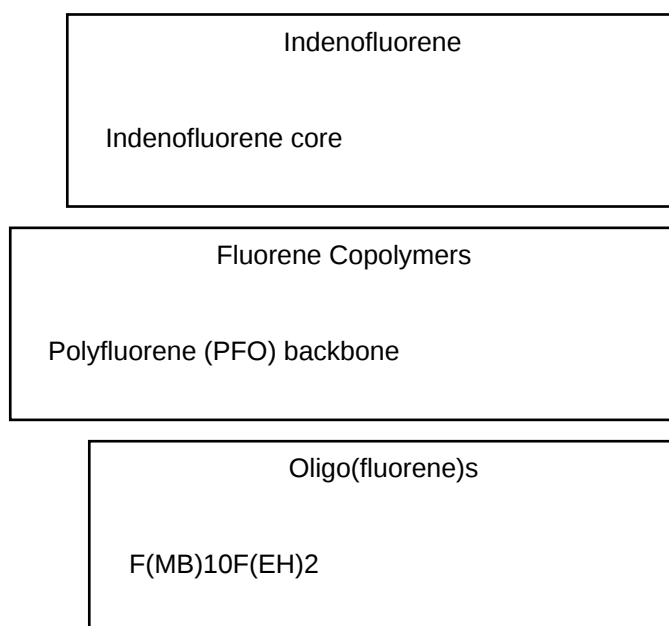 Indenofluorene
Indenofluorene core
Fluorene Copolymers
Polyfluorene (PFO) backbone
Oligo(fluorene)s
F(MB)10F(EH)2